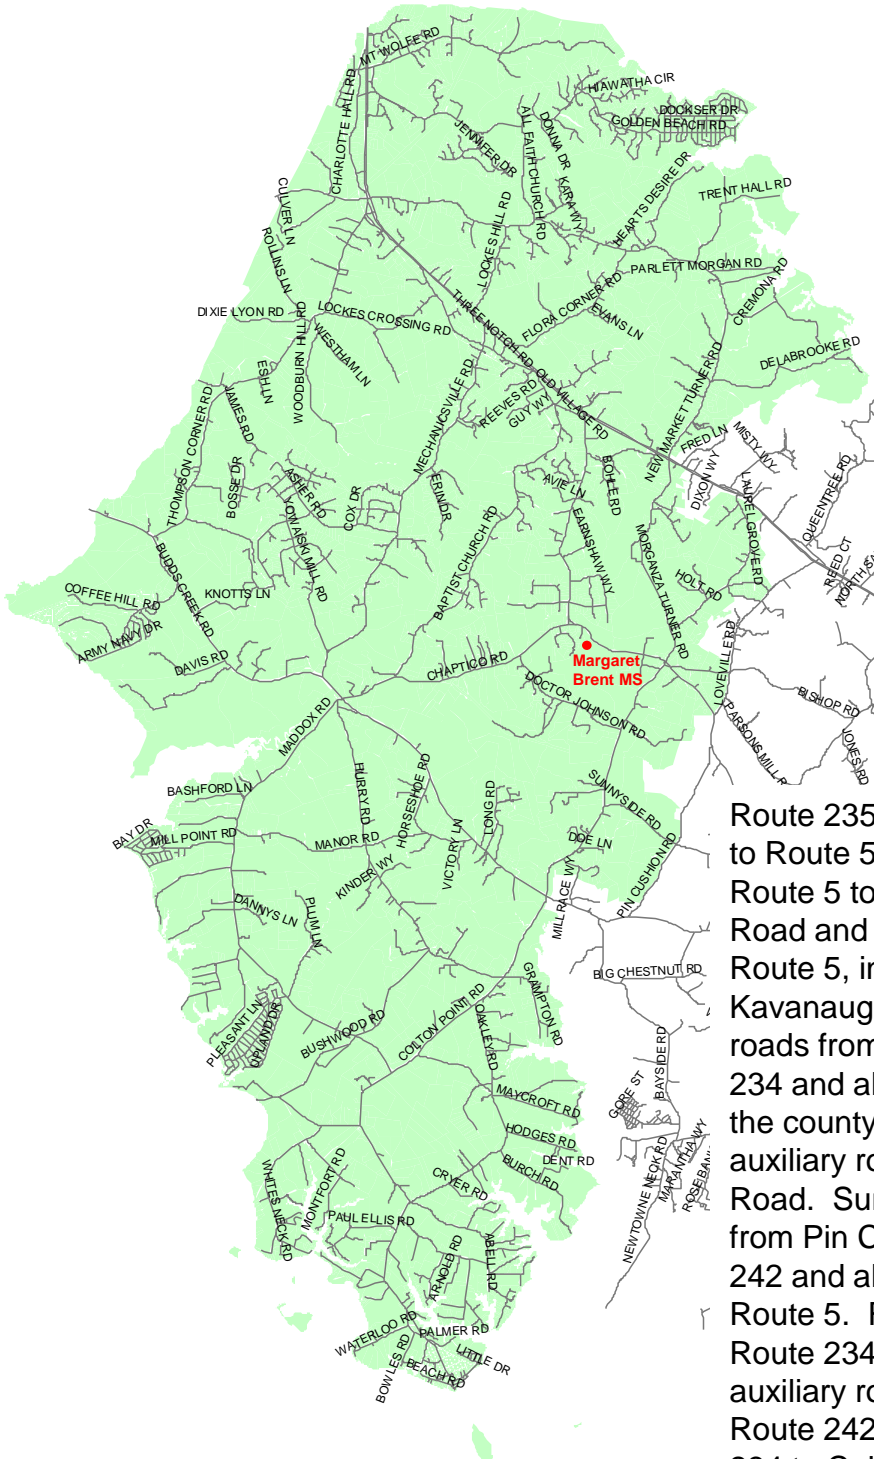 MT WOLFE RD
HIAWATHA CIR
DOCKSER DR
GOLDEN BEACH RD
CHARLOTTE HALL RD
JENNIFER DR
ALL FAITH CHURCH RD
DONNA DR
KARA WY
HEARTS DESIRE DR
TRENT HALL RD
CULVER LN
ROLLINS LN
LOCKES HILL RD
PARLETT MORGAN RD
CREMONA RD
DIXIE LYON RD
WOODBURN HILL RD
LOCKES CROSSING RD
WESTHAM LN
THREE NOTCH RD
FLORA CORNER RD
EVANS LN
DELABROOKE RD
ESH LN
JAMES RD
THOMPSON CORNER RD
MECHANICSVILLE RD
REEVES RD
GUY WY
OLD VILLAGE RD
NEW MARKET TURNER RD
FRED LN
MISTY WY
DIXON WY
LAUREL GROVE RD
QUEENTREE RD
BOSSE DR
ASHER RD
YOWAISKI MILL RD
COX DR
ERIN DR
AVIE LN
BOHLE RD
EARNSHAW WY
BAPTIST CHURCH RD
MORGANZA TURNER RD
HOLT RD
REED CT
NORTH SA
BUDDS CREEK RD
COFFEE HILL RD
ARMY NAVY DR
KNOTTS LN
DAVIS RD
CHAPTICO RD
Margaret
Brent MS
DOCTOR JOHNSON RD
LOVEVILLE RD
BISHOP RD
PARSONS MILL R
JONES RD
MADDOX RD
BASHFORD LN
HURRY RD
HORSESHOE RD
LONG RD
SUNNYSIDE RD
BAY DR
MILL POINT RD
MANOR RD
KINDER WY
VICTORY LN
DOE LN
PIN CUSHION RD
MILL RACE WY
DANNYS LN
PLUM LN
BIG CHESTNUT RD
GRAMPTON RD
PLEASANT LN
UPLAND DR
BUSHWOOD RD
COLTON POINT RD
OAKLEY RD
BAYSIDE RD
GORE ST
MAYCROFT RD
HODGES RD
DENT RD
BURCH RD
CRYER RD
NEWTOWNE NECK RD
MARANTHA WY
ROSEBANK
WHITES NECK RD
MONTFORT RD
PAUL ELLIS RD
ARNOLD RD
ABELL RD
WATERLOO RD
PALMER RD
BOWLES RD
BEACH RD
LITTLE DR
Route 235
to Route 5
Route 5 to
Road and
Route 5, in
Kavanaug
roads from
234 and al
the county
auxiliary ro
Road. Sun
from Pin C
242 and al
Route 5.
Route 234
auxiliary ro
Route 242